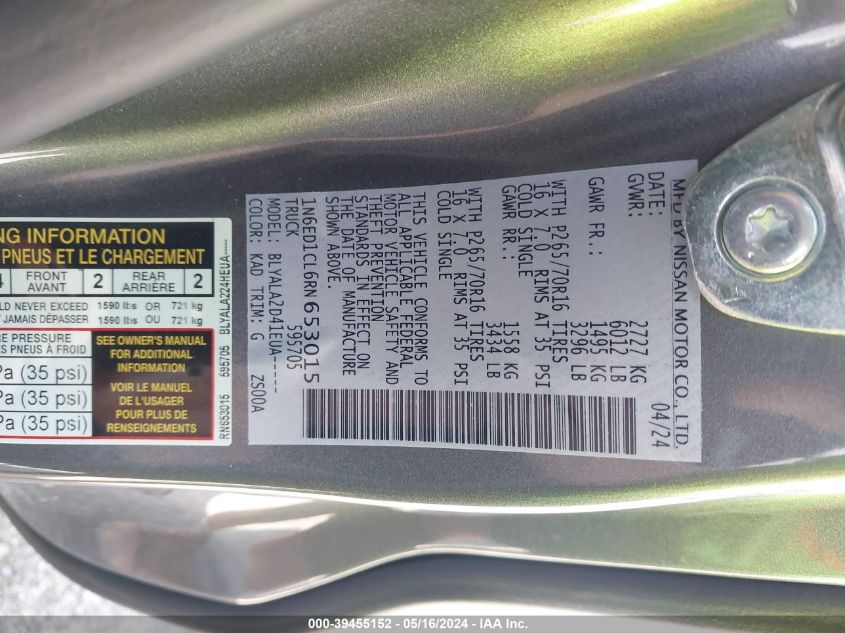 NG INFORMATION
PNEUS ET LE CHARGEMENT
4 FRONT AVANT 2 REAR ARRIÈRE 2
LD NEVER EXCEED 1590 lbs OR 721 kg
T JAMAIS DÉPASSER 1590 lbs OU 721 kg
RE PRESSURE
ES PNEUS À FROID
Pa (35 psi)
Pa (35 psi)
Pa (35 psi)
SEE OWNER'S MANUAL
FOR ADDITIONAL
INFORMATION
VOIR LE MANUEL
DE L'USAGER
POUR PLUS DE
RENSEIGNEMENTS
RN653015 595705 BLYALA224HEUA-----
MFD BY NISSAN MOTOR CO., LTD.
DATE: 04/24
GVWR: 2727 KG
6012 LB
GAWR FR.: 1495 KG
3296 LB
WITH P265/70R16 TIRES
16 X 7.0 RIMS AT 35 PSI
COLD SINGLE
GAWR RR.: 1558 KG
3434 LB
WITH P265/70R16 TIRES
16 X 7.0 RIMS AT 35 PSI
COLD SINGLE
THIS VEHICLE CONFORMS TO
ALL APPLICABLE FEDERAL
MOTOR VEHICLE SAFETY AND
THEFT PREVENTION
STANDARDS IN EFFECT ON
THE DATE OF MANUFACTURE
SHOWN ABOVE.
1N6ED1CL6RN653015
TRUCK 595705
MODEL: BLYALA2D41EUA-----
COLOR: KAD TRIM: G Z500A
000-39455152 - 05/16/2024 - IAA Inc.